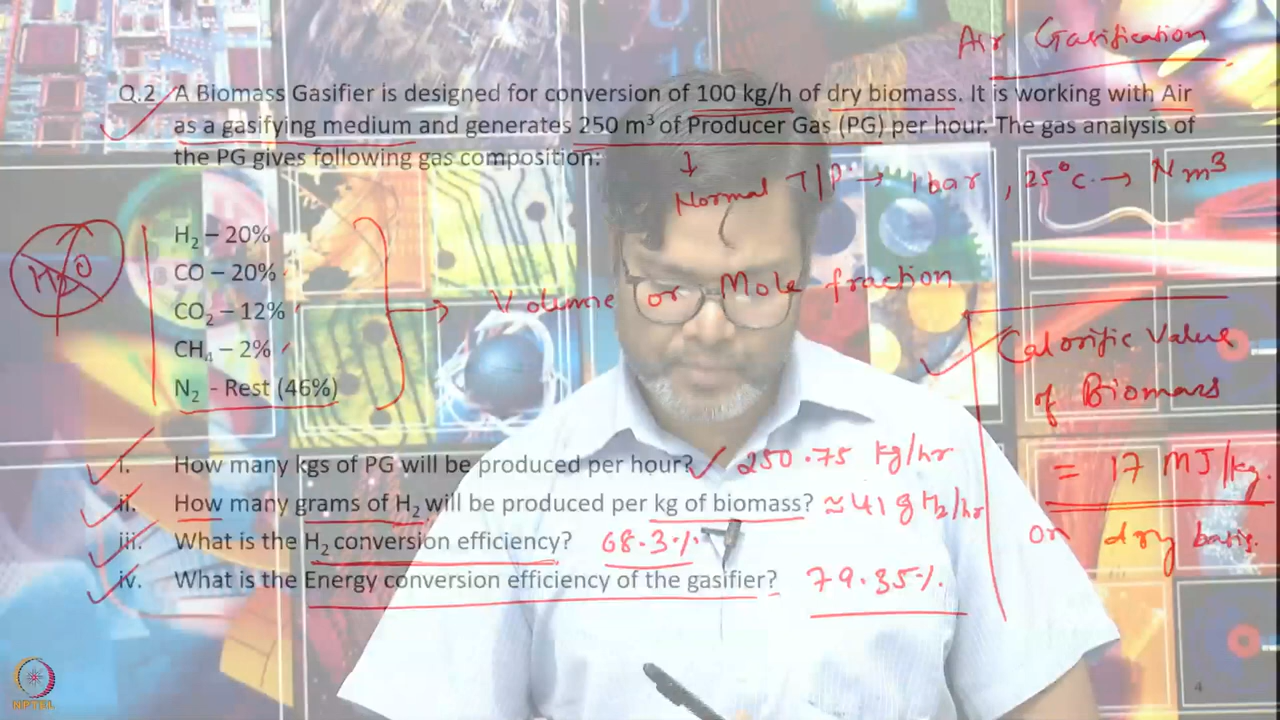 Air Gasification
Q.2 A Biomass Gasifier is designed for conversion of 100 kg/h of dry biomass. It is working with Air
as a gasifying medium and generates 250 m³ of Producer Gas (PG) per hour. The gas analysis of
the PG gives following gas composition:
Normal T/P → 1 bar, 25°C. → Nm³
H₂ – 20%
H₂O
CO – 20%
Volume or Mole fraction
CO₂ – 12%
CH₄ – 2%
N₂ - Rest (46%)
Calorific Value
of Biomass
= 17 MJ/kg.
on dry basis.
i. How many kgs of PG will be produced per hour? 250.75 kg/hr
ii. How many grams of H₂ will be produced per kg of biomass? ≈ 41 g H₂/hr
iii. What is the H₂ conversion efficiency? 68.3%
iv. What is the Energy conversion efficiency of the gasifier? 79.35%.
4
NPTEL